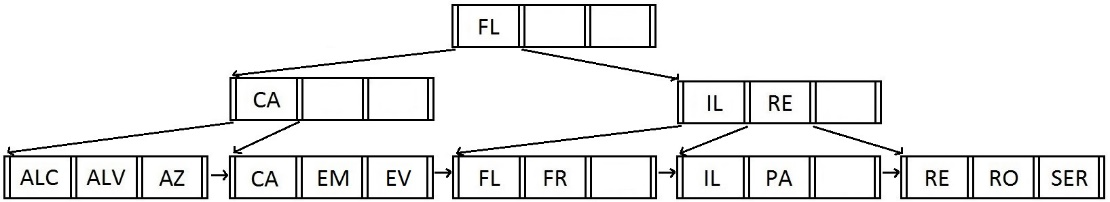 FL
CA
IL RE
ALC ALV AZ CA EM EV FL FR IL PA RE RO SER